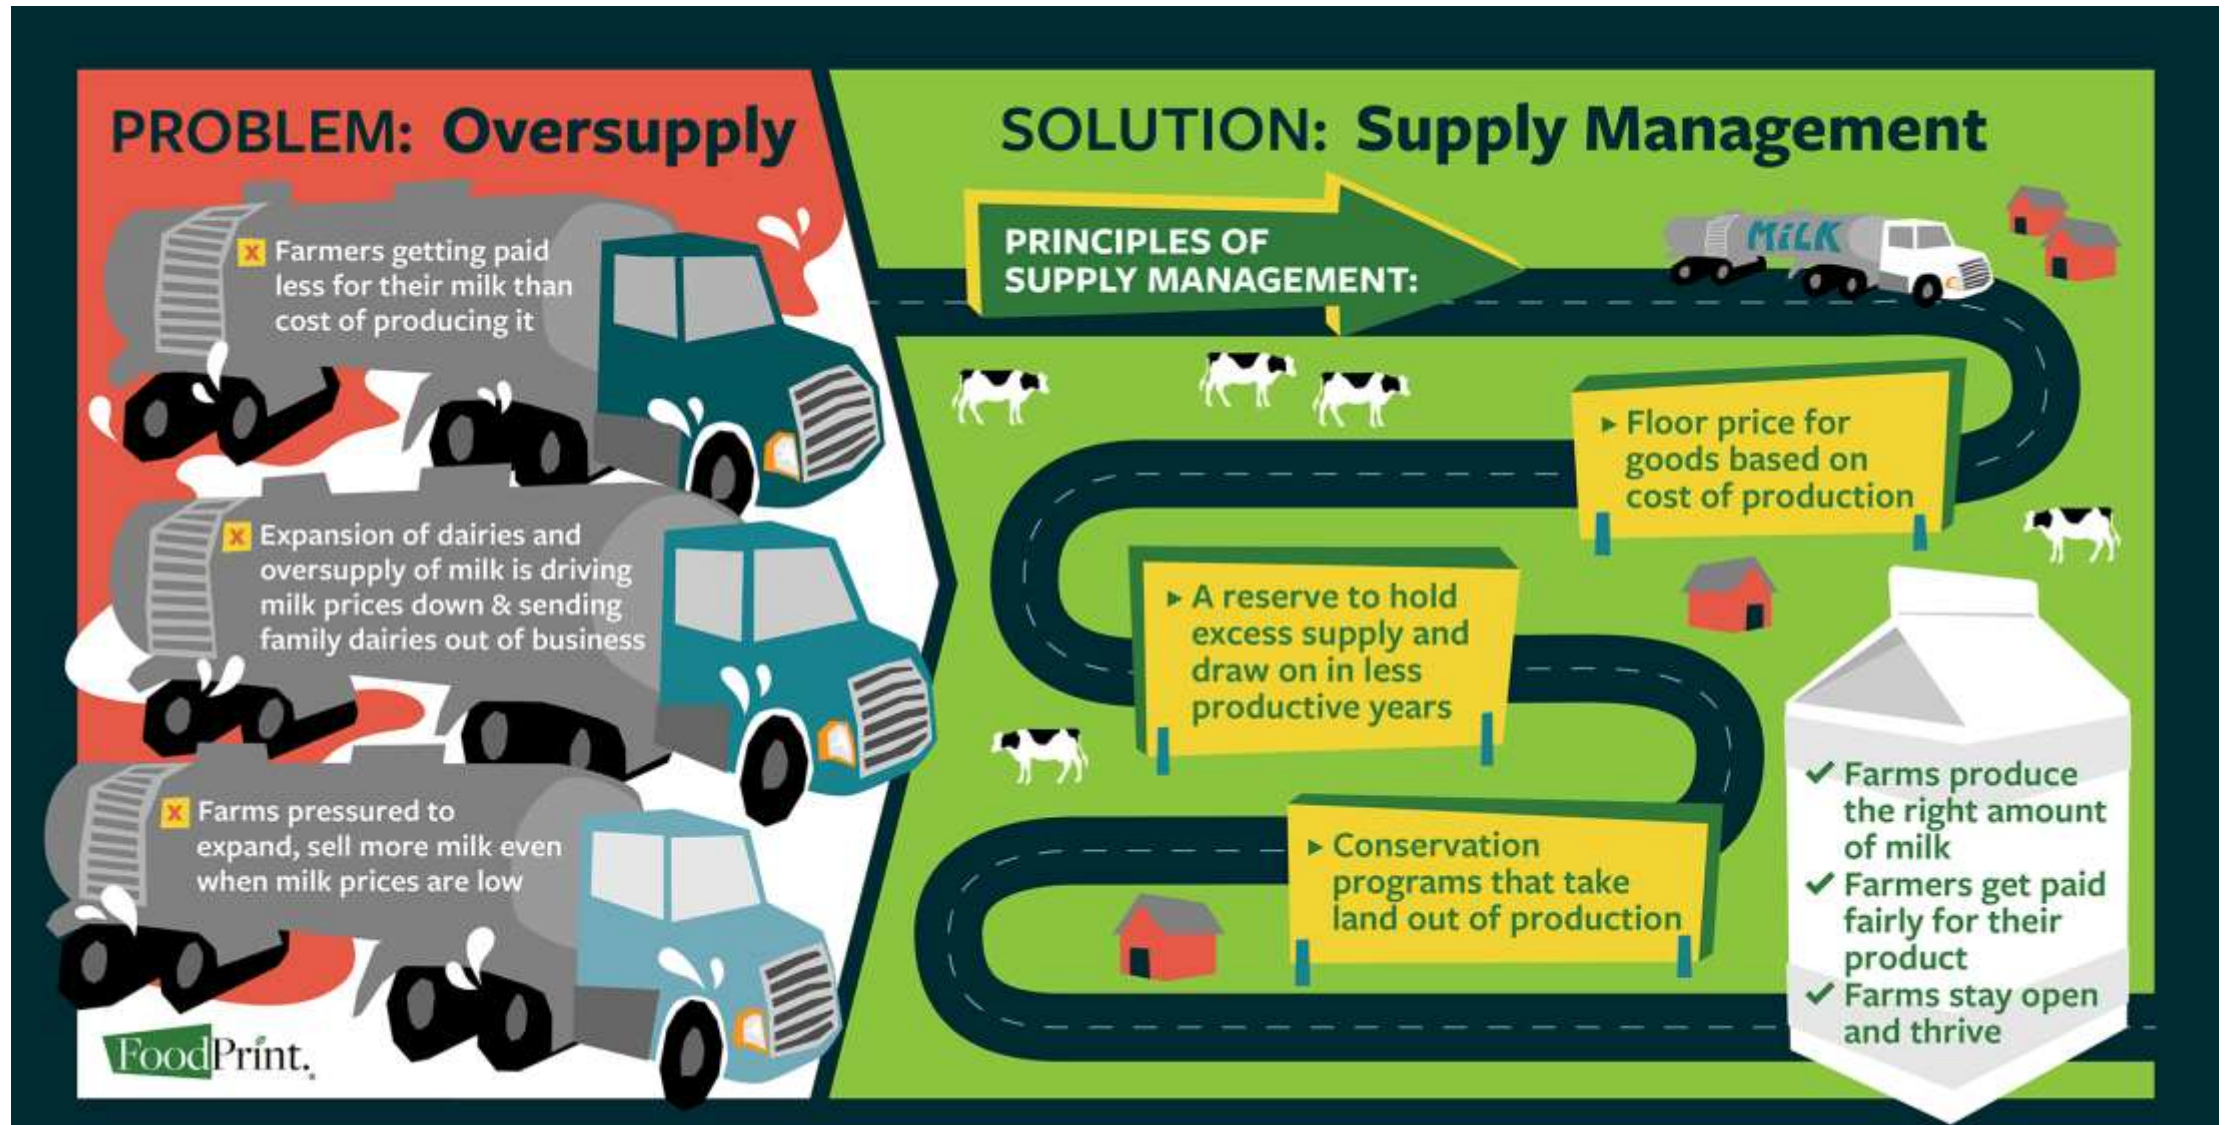 PROBLEM: Oversupply
x Farmers getting paid
less for their milk than
cost of producing it
x Expansion of dairies and
oversupply of milk is driving
milk prices down & sending
family dairies out of business
x Farms pressured to
expand, sell more milk even
when milk prices are low
FoodPrint.
SOLUTION: Supply Management
PRINCIPLES OF
SUPPLY MANAGEMENT:
MiLK
▸ Floor price for
goods based on
cost of production
▸ A reserve to hold
excess supply and
draw on in less
productive years
▸ Conservation
programs that take
land out of production
✓ Farms produce
the right amount
of milk
✓ Farmers get paid
fairly for their
product
✓ Farms stay open
and thrive